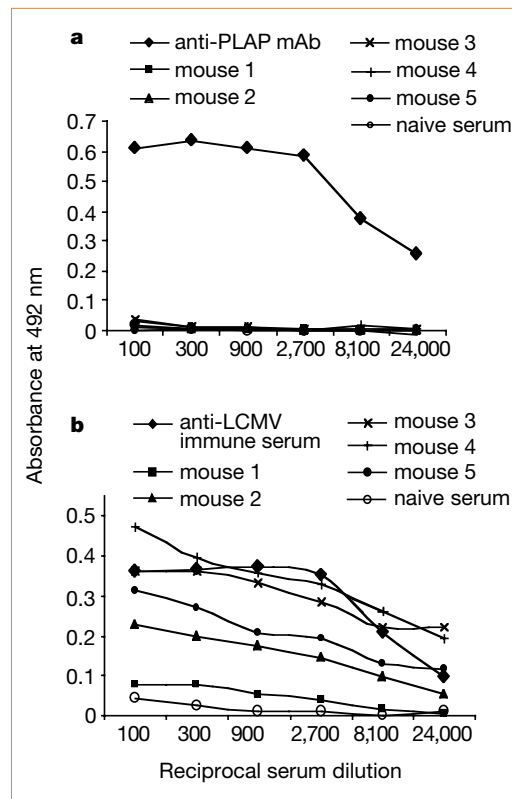 a
anti-PLAP mAb
mouse 1
mouse 2
mouse 3
mouse 4
mouse 5
naive serum
0.7
0.6
0.5
0.4
0.3
0.2
0.1
0
100 300 900 2,700 8,100 24,000
Absorbance at 492 nm
b
anti-LCMV
immune serum
mouse 1
mouse 2
mouse 3
mouse 4
mouse 5
naive serum
0.5
0.4
0.3
0.2
0.1
0
100 300 900 2,700 8,100 24,000
Reciprocal serum dilution